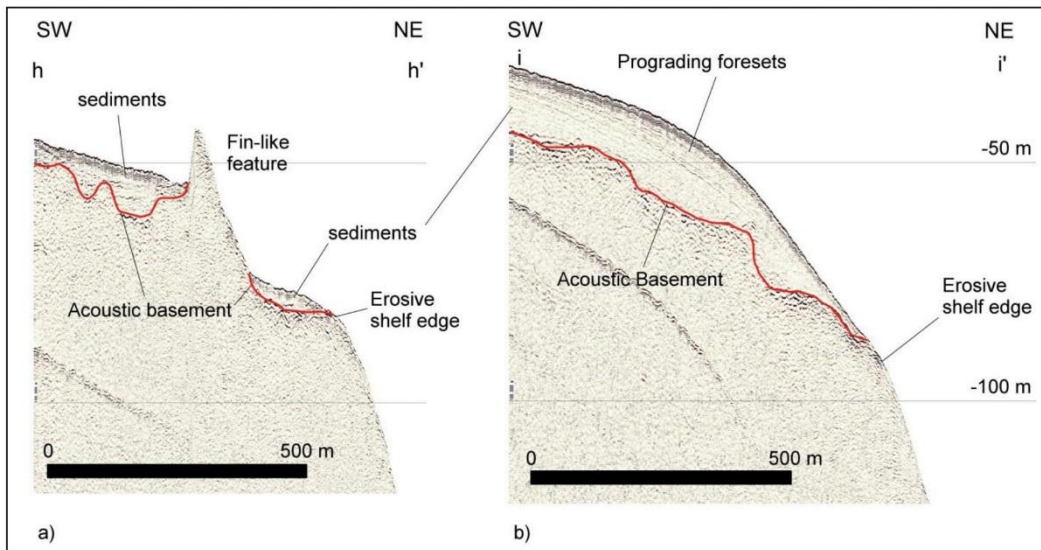 SW
NE
h
h'
sediments
Fin-like
feature
sediments
Acoustic basement
Erosive
shelf edge
0
500 m
a)
SW
NE
i
i'
Prograding foresets
-50 m
Acoustic Basement
Erosive
shelf edge
-100 m
0
500 m
b)